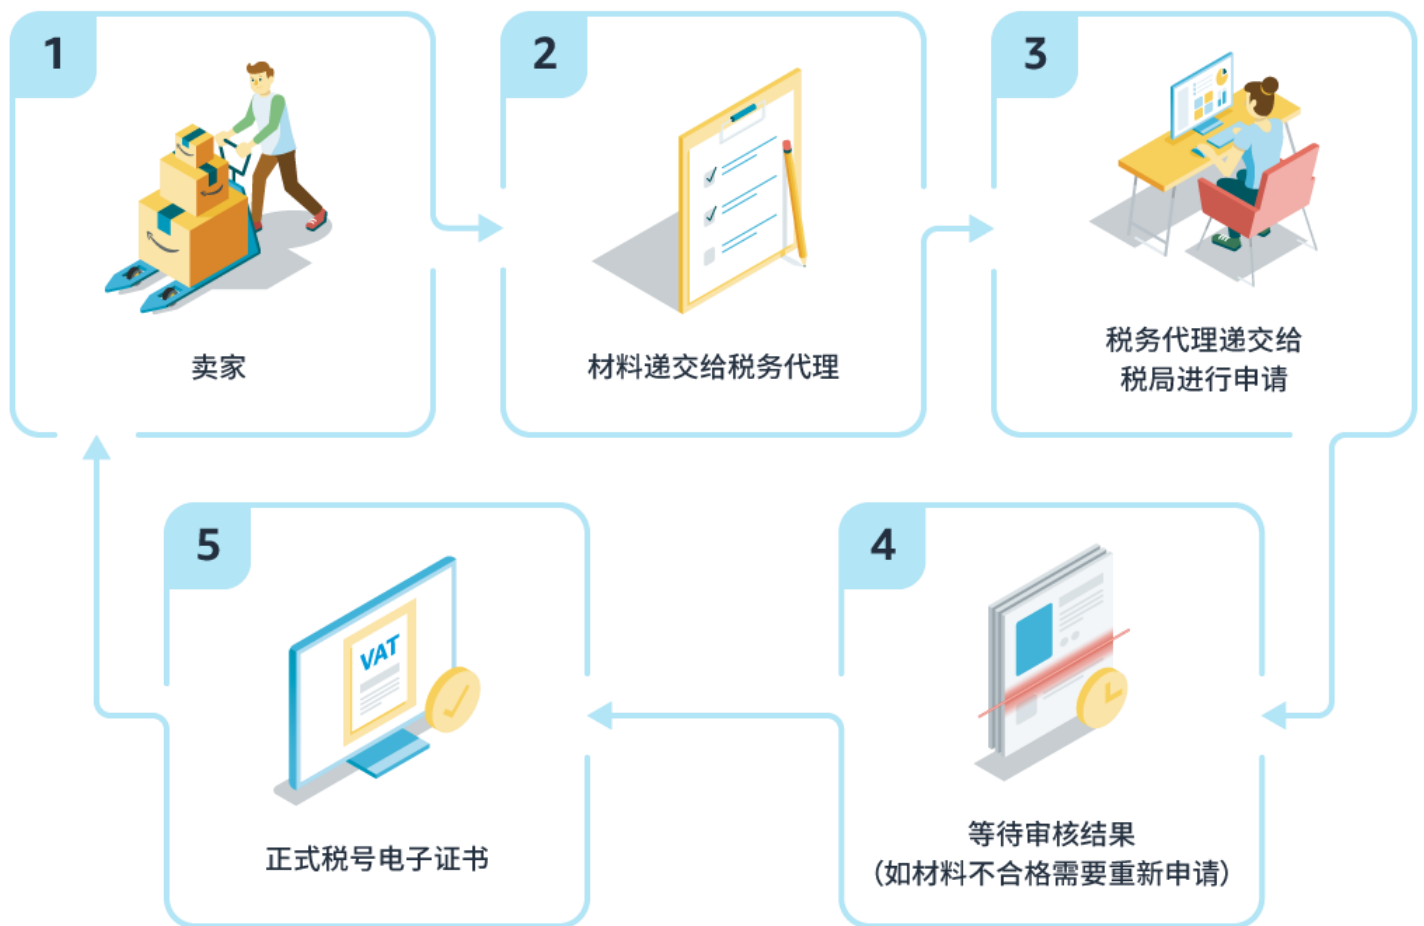 1
卖家
2
材料递交给税务代理
3
税务代理递交给
税局进行申请
4
等待审核结果
（如材料不合格需要重新申请）
5
VAT
正式税号电子证书